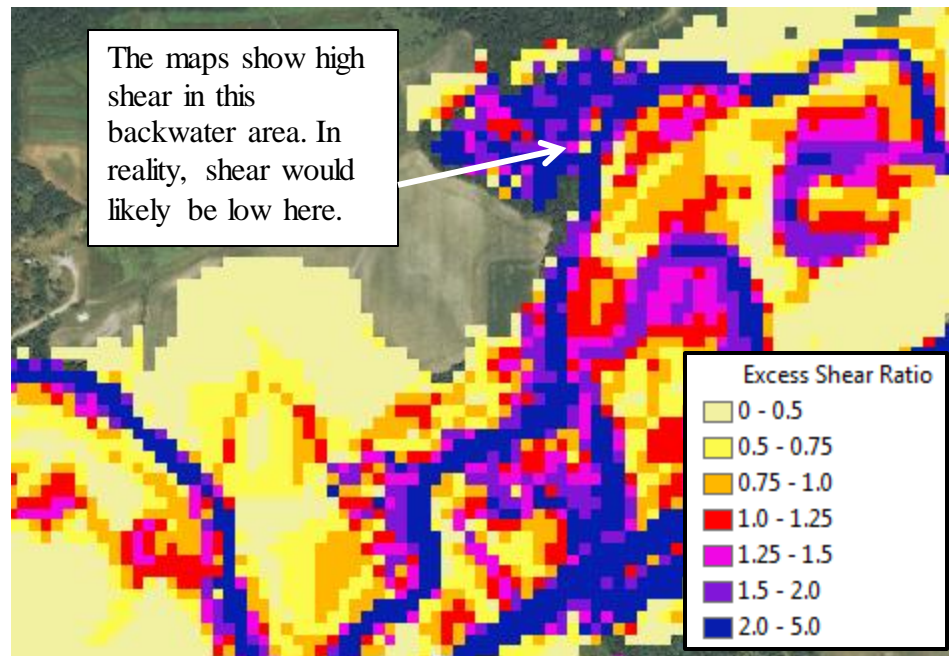 The maps show high
shear in this
backwater area. In
reality, shear would
likely be low here.
Excess Shear Ratio
0 - 0.5
0.5 - 0.75
0.75 - 1.0
1.0 - 1.25
1.25 - 1.5
1.5 - 2.0
2.0 - 5.0